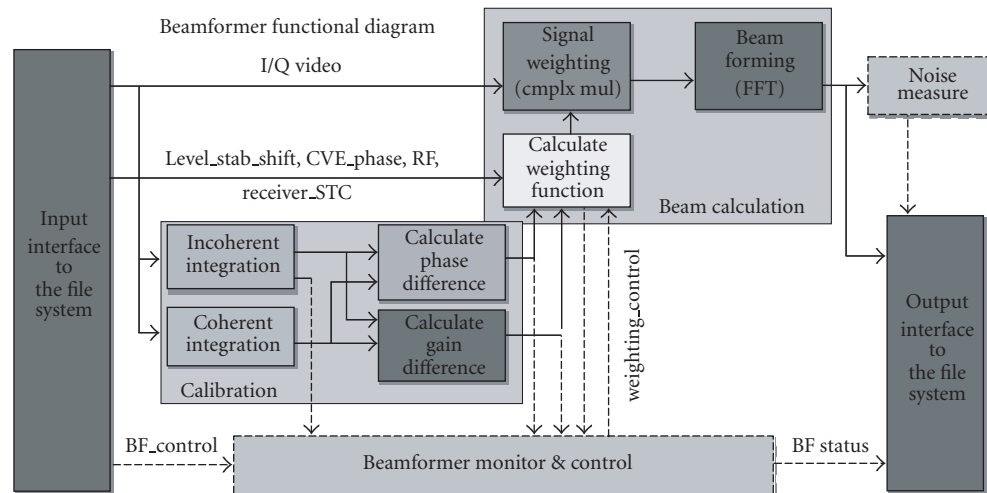 Beamformer functional diagram
I/Q video
Signal
weighting
(cmplx mul)
Beam
forming
(FFT)
Noise
measure
Level_stab_shift, CVE_phase, RF,
receiver_STC
Calculate
weighting
function
Beam calculation
Input
interface
to
the file
system
Incoherent
integration
Calculate
phase
difference
Coherent
integration
Calculate
gain
difference
Calibration
weighting_control
Output
interface
to
the file
system
BF_control
Beamformer monitor & control
BF status